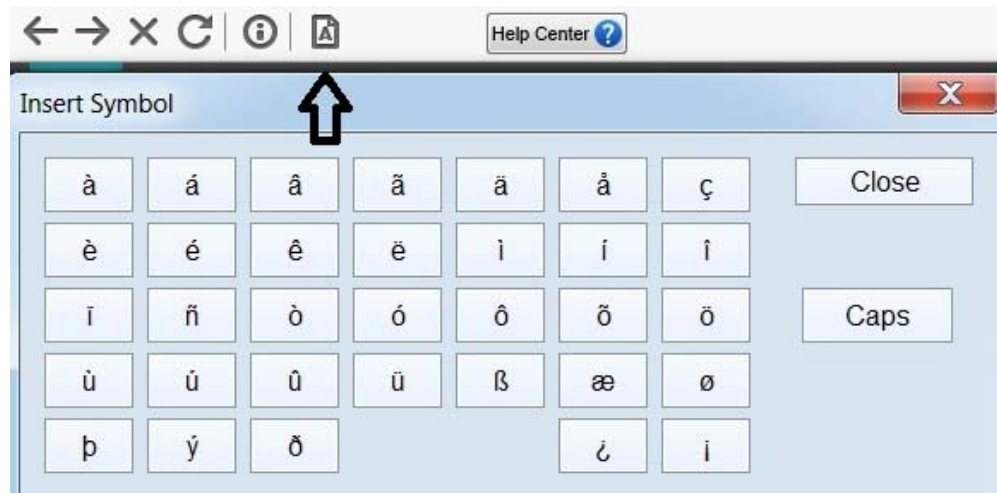 Help Center ?
Insert Symbol X
à á â ã ä å ç Close
è é ê ë ì í î
ï ñ ò ó ô õ ö Caps
ù ú û ü ß æ ø
þ ý ð ¿ ¡